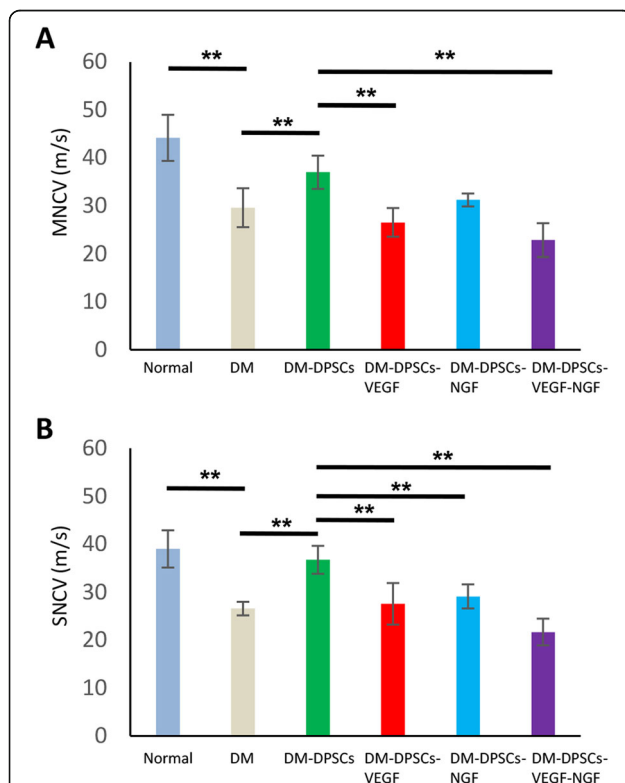 A
MNCV (m/s)
60
50
40
30
20
10
0
**
**
**
**
Normal DM DM-DPSCs DM-DPSCs- DM-DPSCs- DM-DPSCs-
VEGF NGF VEGF-NGF
B
SNCV (m/s)
60
50
40
30
20
10
0
**
**
**
**
**
Normal DM DM-DPSCs DM-DPSCs- DM-DPSCs- DM-DPSCs-
VEGF NGF VEGF-NGF